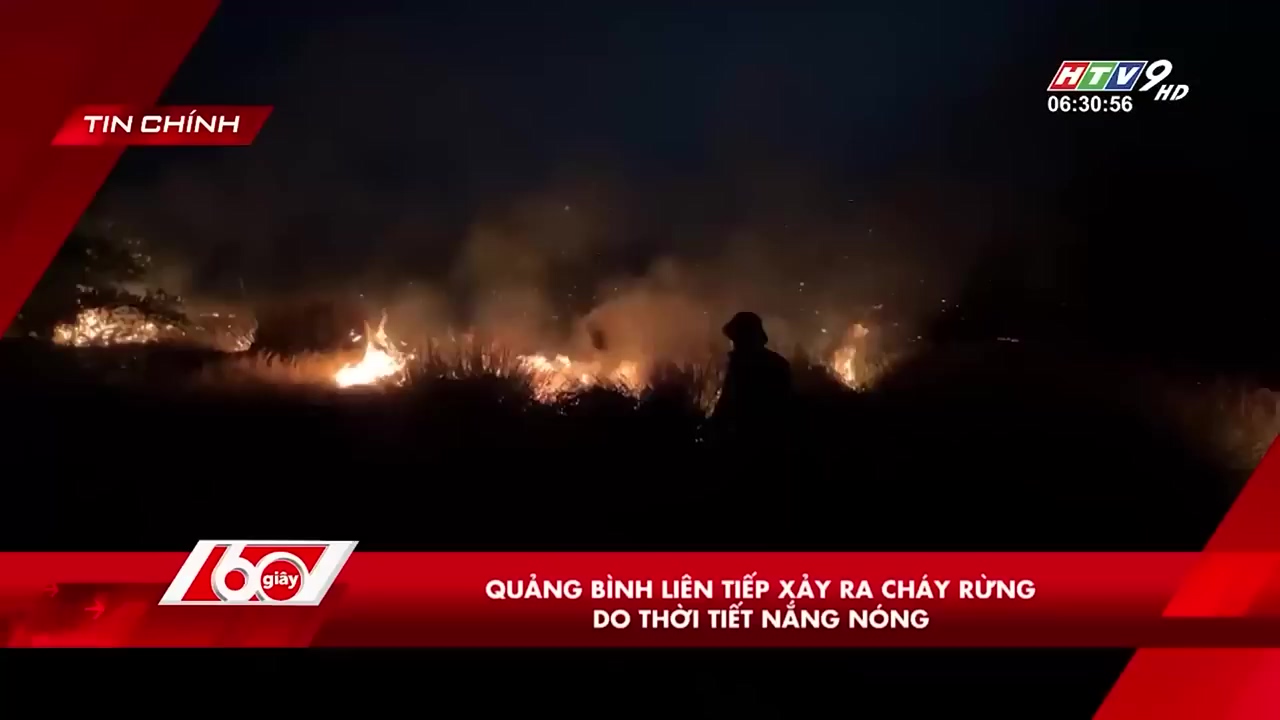 TIN CHÍNH
HTV9 HD
06:30:56
60 giây
QUẢNG BÌNH LIÊN TIẾP XẢY RA CHÁY RỪNG
DO THỜI TIẾT NẮNG NÓNG